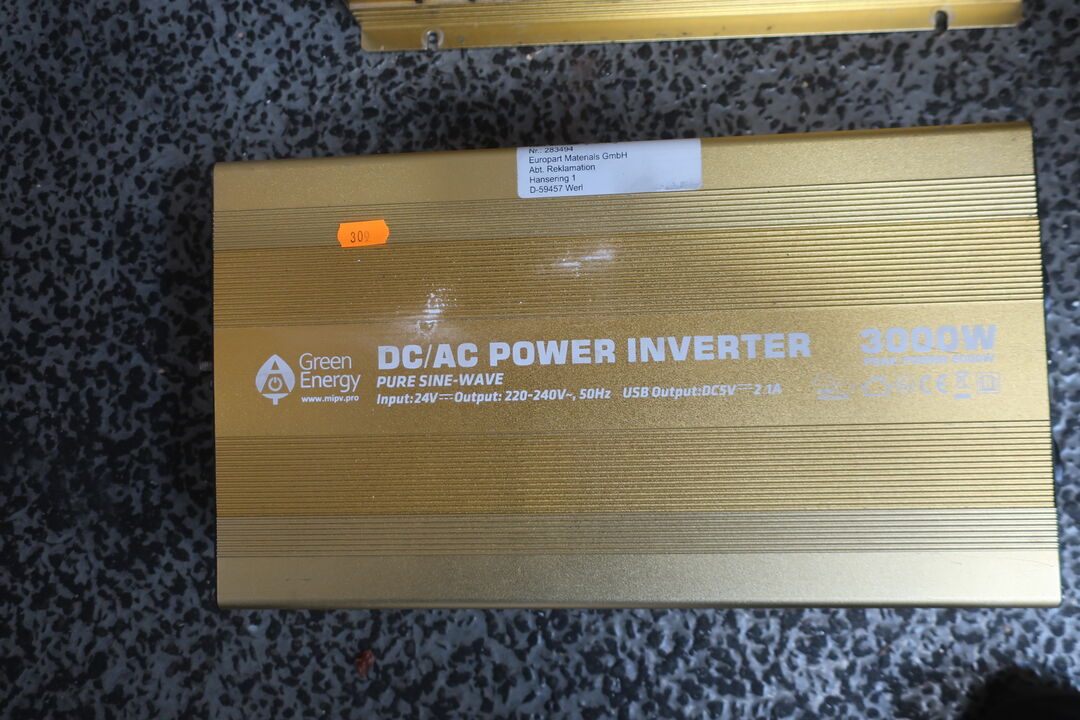 Nr.: 283494
Europart Materials GmbH
Abt. Reklamation
Hansering 1
D-59457 Werl
309
Green
Energy
www.mipv.pro
DC/AC POWER INVERTER
PURE SINE-WAVE
Input:24V⎓Output: 220-240V~, 50Hz USB Output:DC5V⎓2.1A
3000W
CE